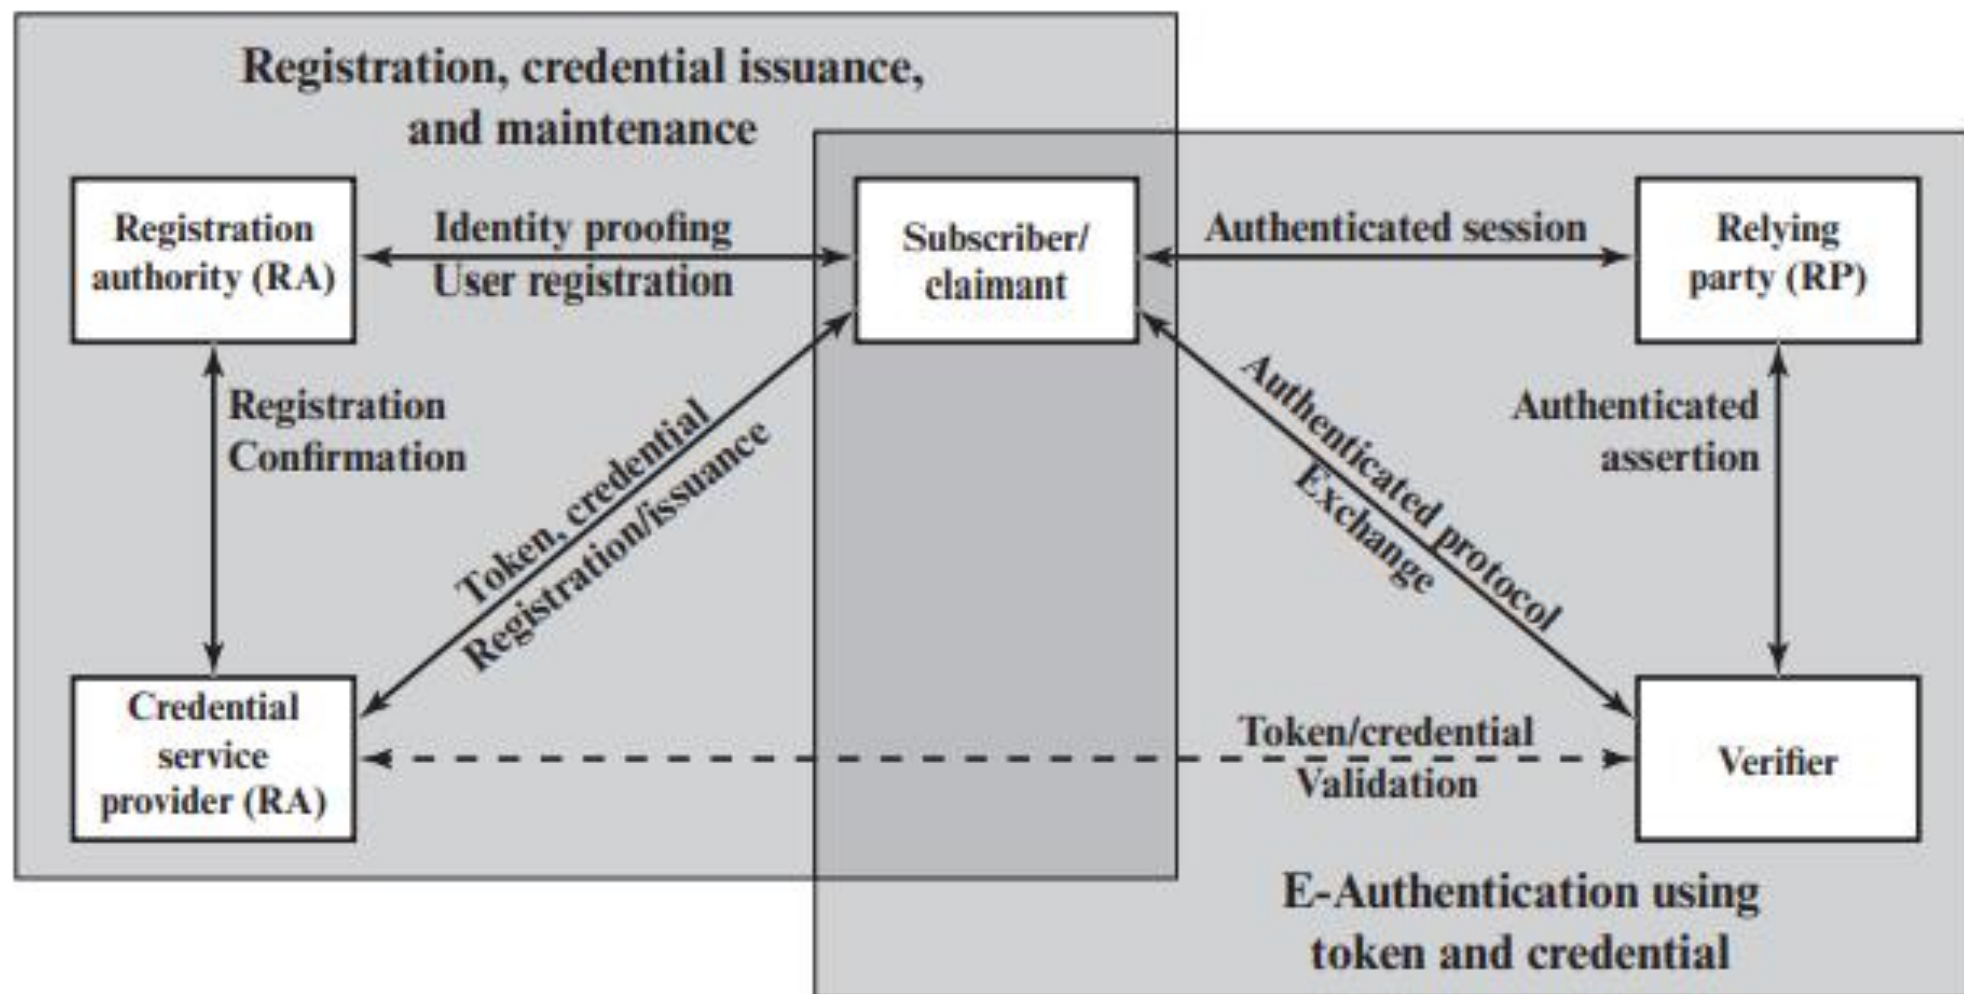 Registration, credential issuance,
and maintenance
Registration
authority (RA)
Identity proofing
User registration
Subscriber/
claimant
Authenticated session
Relying
party (RP)
Registration
Confirmation
Token, credential
Registration/issuance
Authenticated protocol
Exchange
Authenticated
assertion
Credential
service
provider (RA)
Token/credential
Validation
Verifier
E-Authentication using
token and credential